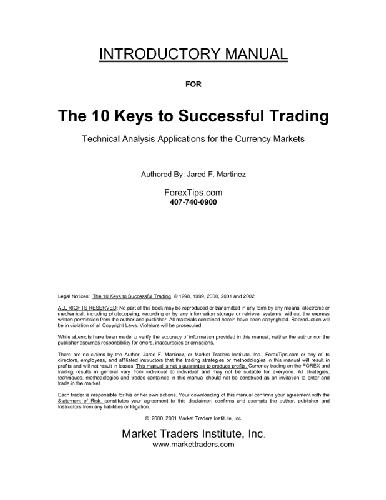 INTRODUCTORY MANUAL
FOR
The 10 Keys to Successful Trading
Technical Analysis Applications for the Currency Markets
Authored By: Jared F. Martinez
ForexTips.com
407-740-0900
Legal Notices: The 10 Keys to Successful Trading © 1998, 1999, 2000, 2001 and 2002
ALL RIGHTS RESERVED: No part of this book may be reproduced or transmitted in any form by any means, electronic or
mechanical, including photocopying, recording or by any information storage or retrieval systems, without the express
written permission from the author and publisher. All materials contained herein have been copyrighted. Reproduction will
be in violation of all Copyright Laws. Violators will be prosecuted.
While attempts have been made to verify the accuracy of information provided in this manual, neither the author nor the
publisher assumes responsibility for errors, inaccuracies or omissions.
There are no claims by the Author, Jared F. Martinez, or Market Traders Institute, Inc., ForexTips.com or any of its
directors, employees, and affiliated instructors that the trading strategies or methodologies in this manual will result in
profits and will not result in losses. This manual is not a guarantee to produce profits. Currency trading on the FOREX and
trading results in general may vary from individual to individual and may not be suitable for everyone. All strategies,
techniques, methodologies and trades contained in this manual should not be construed as an invitation to enter and
trade in the market.
Each trader is responsible for his or her own actions. Your downloading of this manual confirms your agreement with the
Statement of Risk, constitutes your agreement to this disclaimer and exempts the author, publisher and
instructors from any liabilities or litigation.
© 2000, 2001 Market Traders Institute, Inc.
Market Traders Institute, Inc.
www.markettraders.com